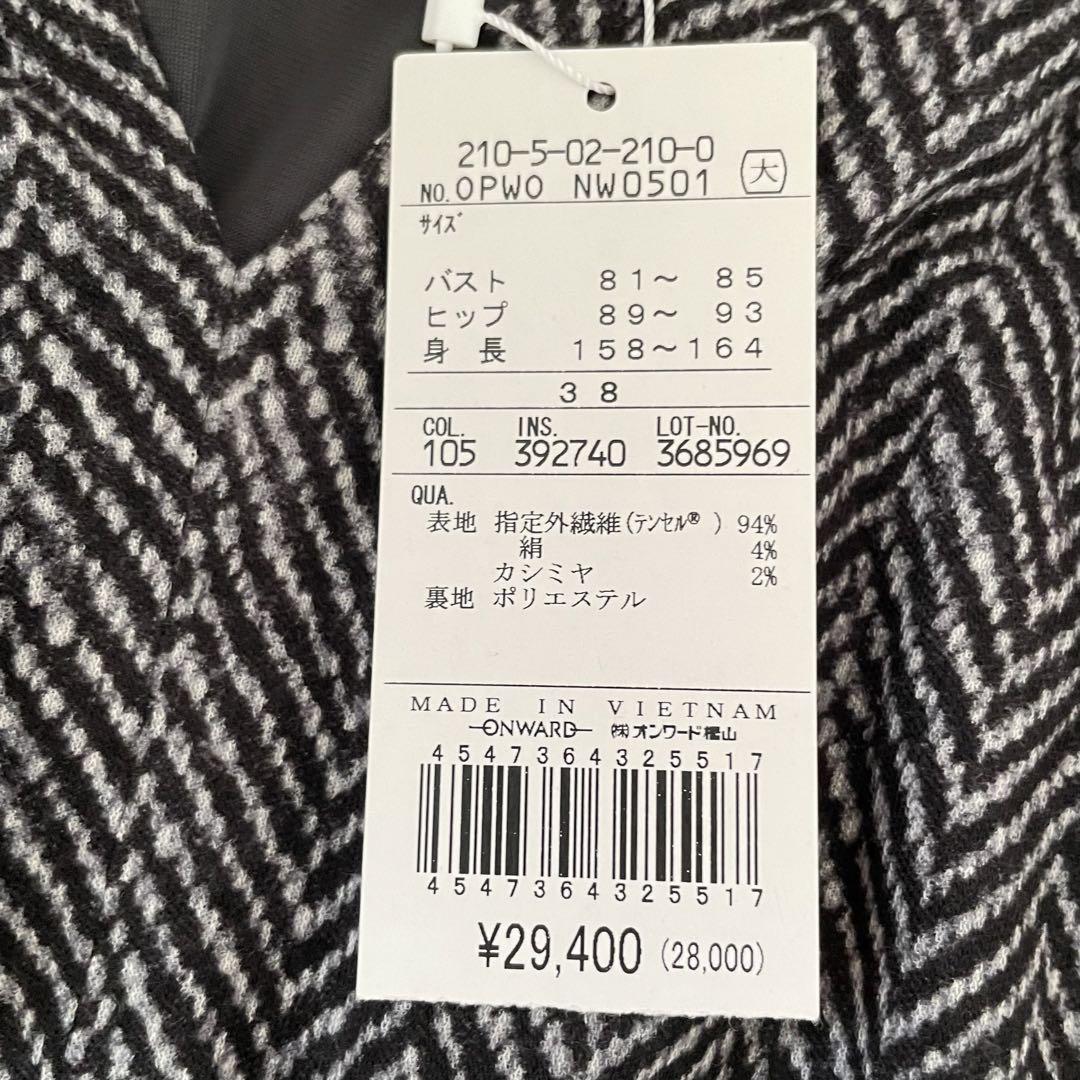 210-5-02-210-0
NO. OPWO NW0501 大
サイズ
バスト 81～ 85
ヒップ 89～ 93
身 長 158～164
38
COL. INS. LOT-NO.
105 392740 3685969
QUA.
表地 指定外繊維(テンセル® ) 94%
絹 4%
カシミヤ 2%
裏地 ポリエステル
MADE IN VIETNAM
ONWARD ㈱オンワード樫山
4547364325517
4547364325517
¥29,400 (28,000)